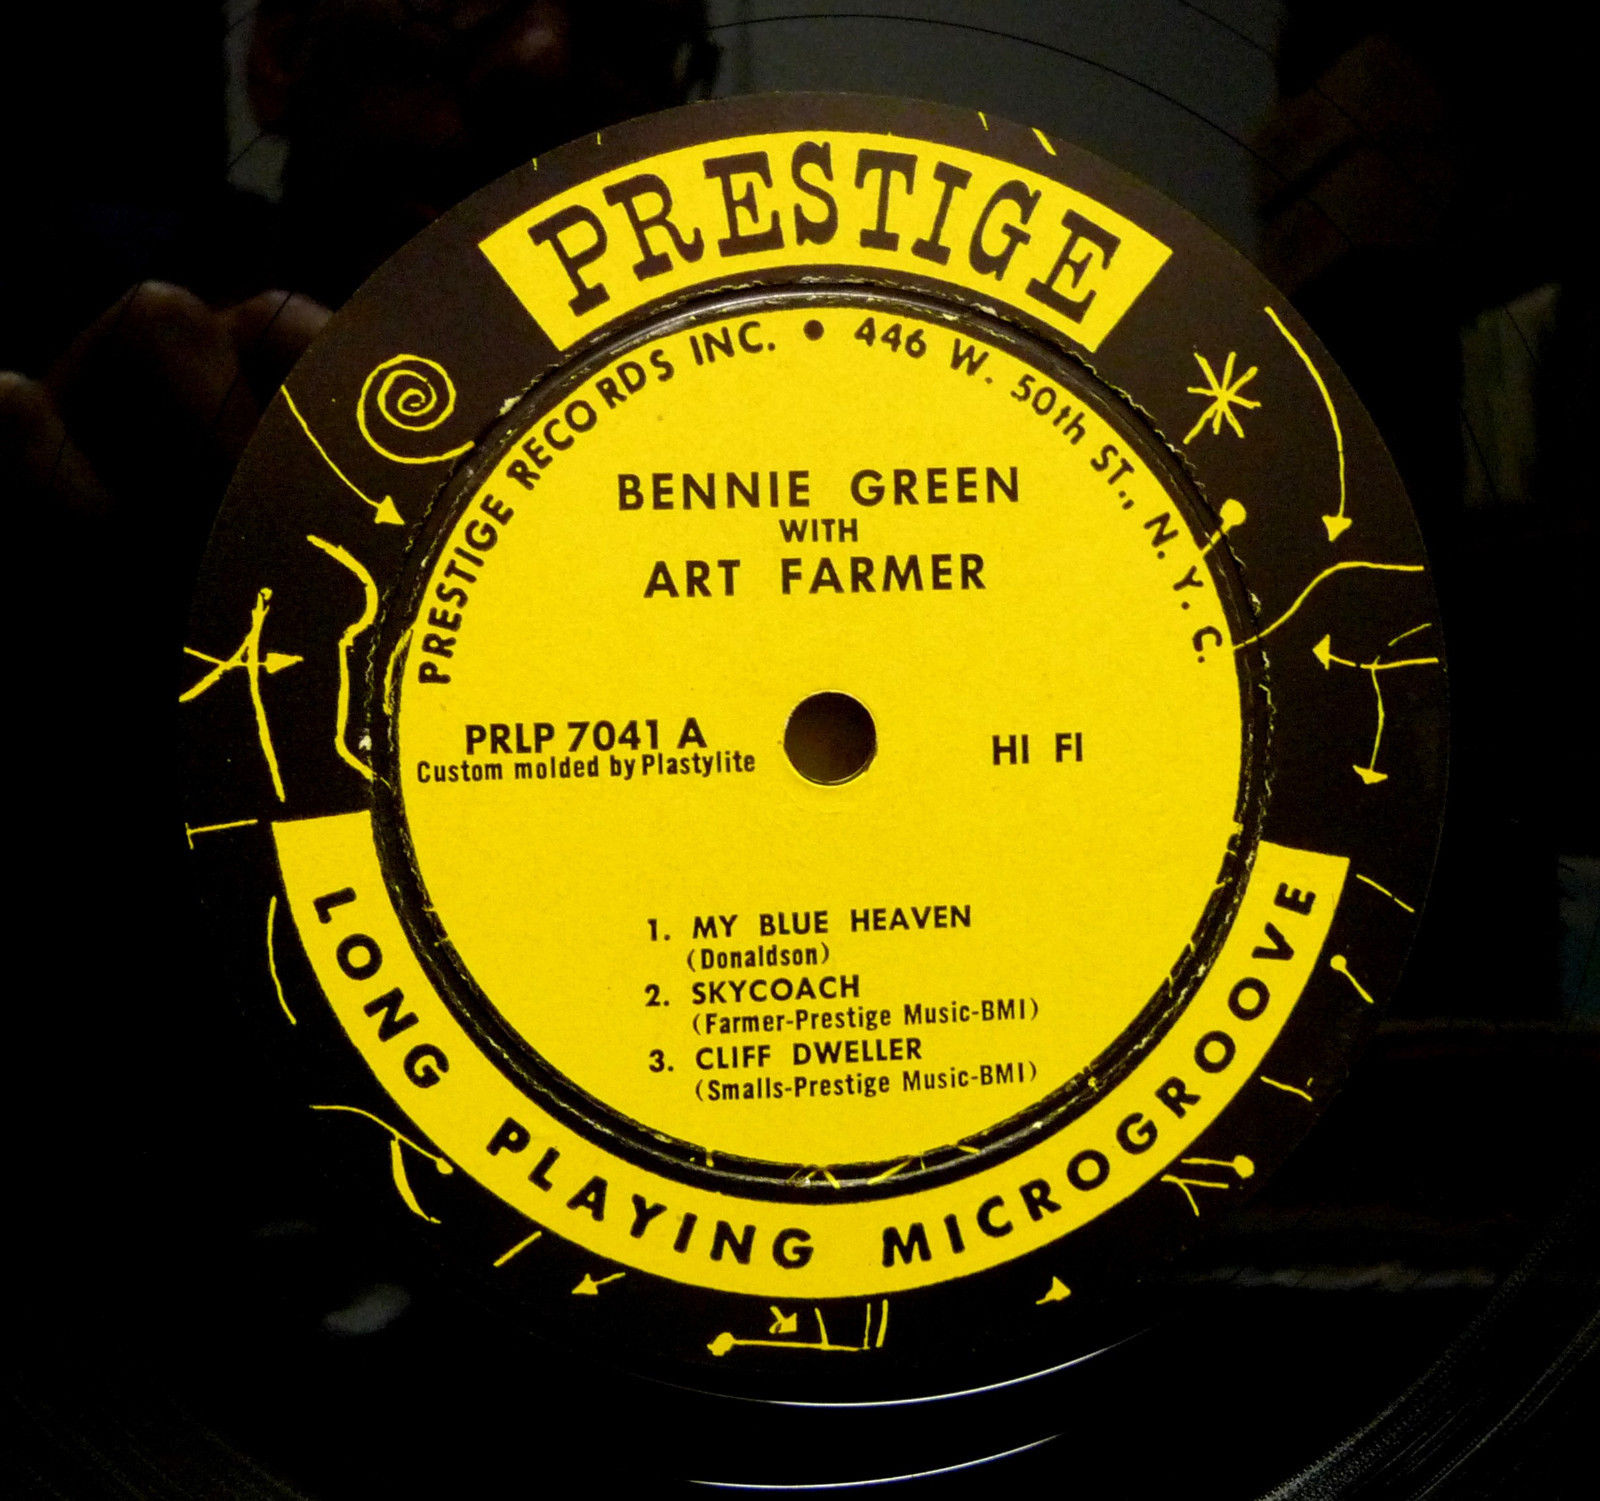 PRESTIGE
PRESTIGE RECORDS INC. • 446 W. 50th ST., N. Y. C.
BENNIE GREEN
WITH
ART FARMER
PRLP 7041 A
Custom molded by Plastylite
HI FI
1. MY BLUE HEAVEN
(Donaldson)
2. SKYCOACH
(Farmer-Prestige Music-BMI)
3. CLIFF DWELLER
(Smalls-Prestige Music-BMI)
LONG PLAYING MICROGROOVE